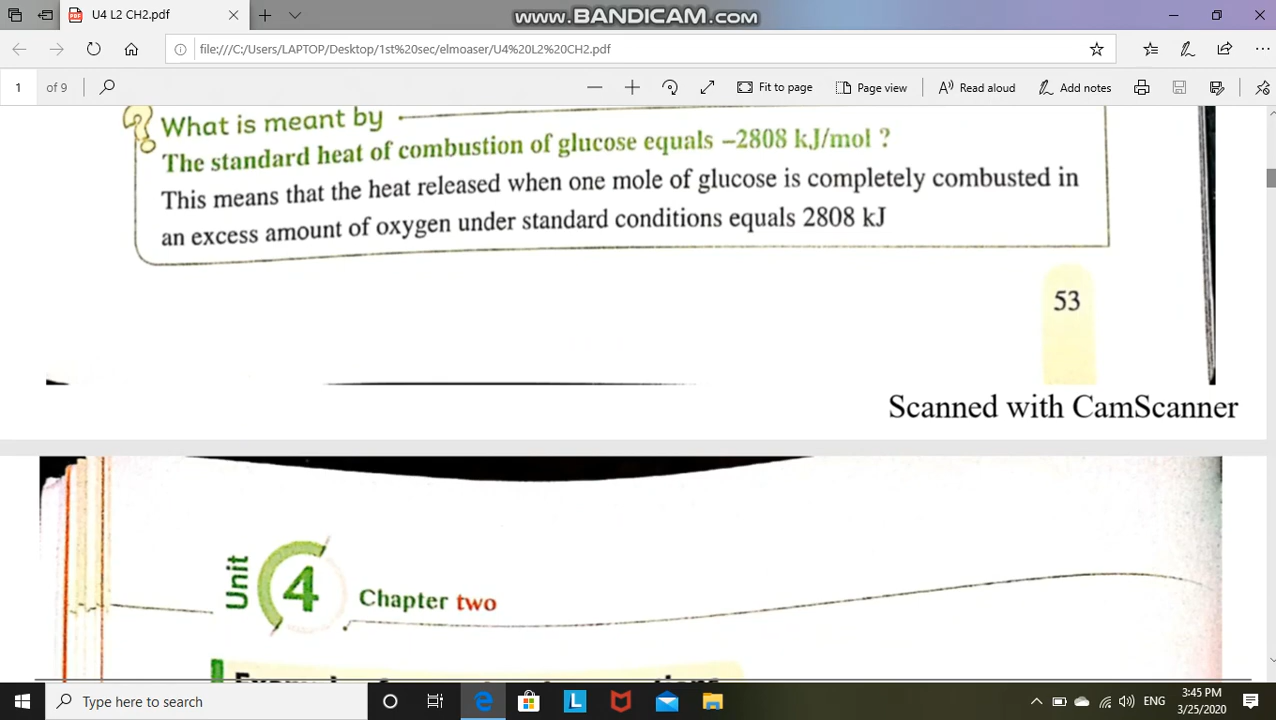 U4 L2 CH2.pdf
www.BANDICAM.com
file:///C:/Users/LAPTOP/Desktop/1st%20sec/elmoaser/U4%20L2%20CH2.pdf
1 of 9
Fit to page
Page view
Read aloud
Add notes
What is meant by
The standard heat of combustion of glucose equals –2808 kJ/mol ?
This means that the heat released when one mole of glucose is completely combusted in
an excess amount of oxygen under standard conditions equals 2808 kJ
53
Scanned with CamScanner
Unit 4
Chapter two
Type here to search
ENG
3:45 PM
3/25/2020